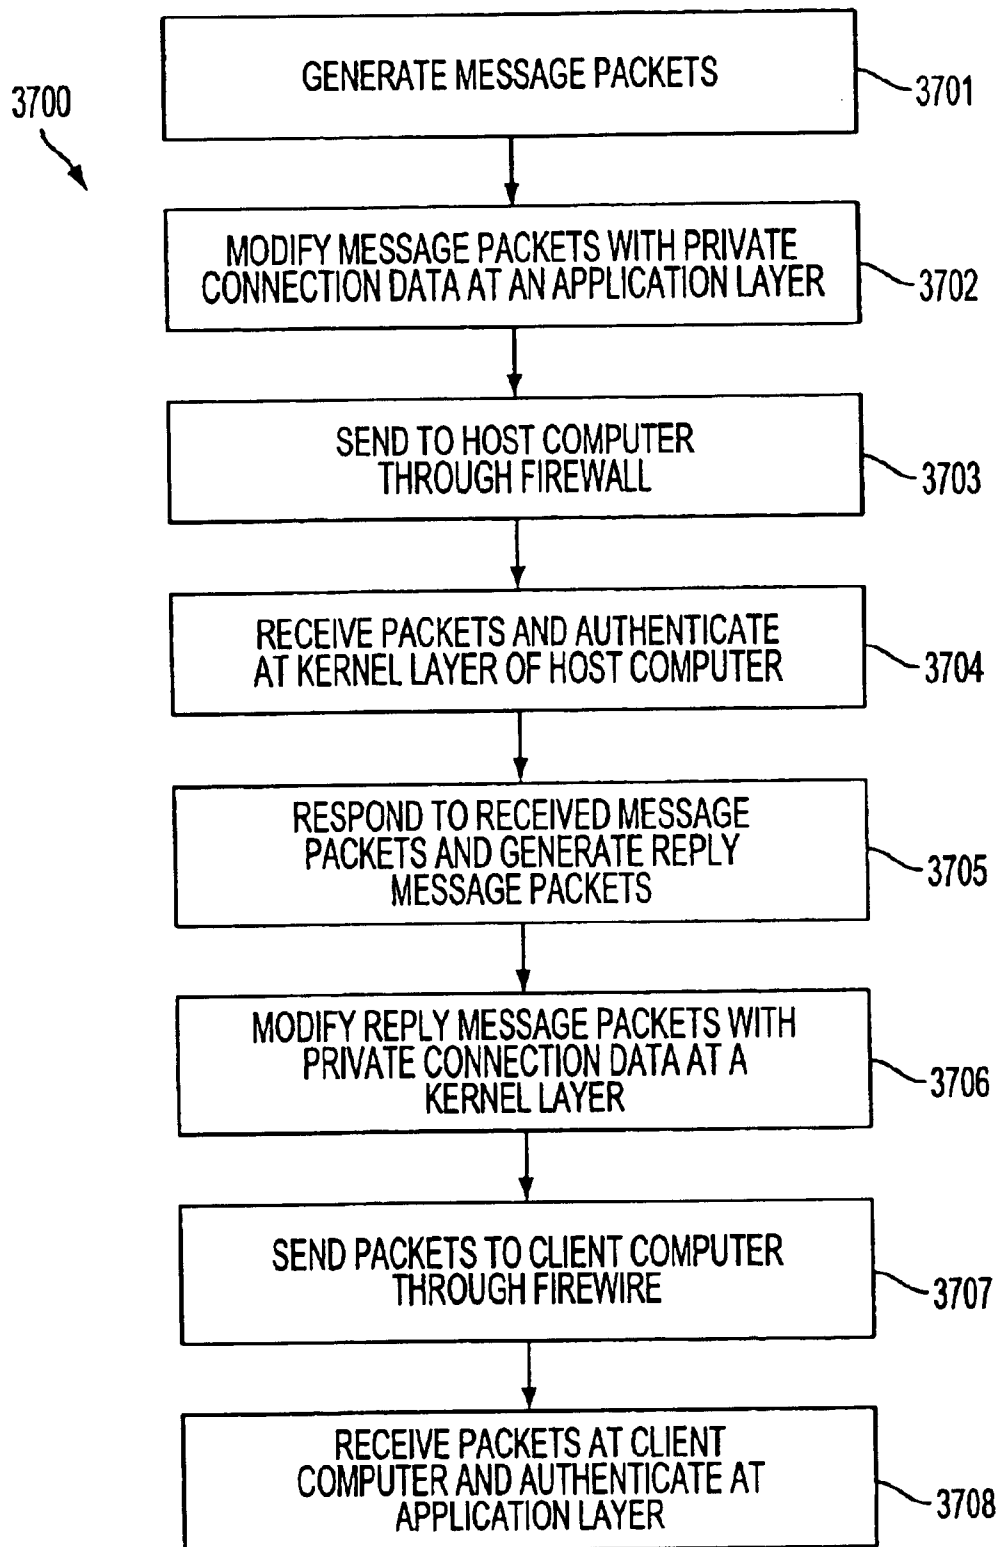 3700
GENERATE MESSAGE PACKETS
3701
MODIFY MESSAGE PACKETS WITH PRIVATE
CONNECTION DATA AT AN APPLICATION LAYER
3702
SEND TO HOST COMPUTER
THROUGH FIREWALL
3703
RECEIVE PACKETS AND AUTHENTICATE
AT KERNEL LAYER OF HOST COMPUTER
3704
RESPOND TO RECEIVED MESSAGE
PACKETS AND GENERATE REPLY
MESSAGE PACKETS
3705
MODIFY REPLY MESSAGE PACKETS WITH
PRIVATE CONNECTION DATA AT A
KERNEL LAYER
3706
SEND PACKETS TO CLIENT COMPUTER
THROUGH FIREWIRE
3707
RECEIVE PACKETS AT CLIENT
COMPUTER AND AUTHENTICATE AT
APPLICATION LAYER
3708